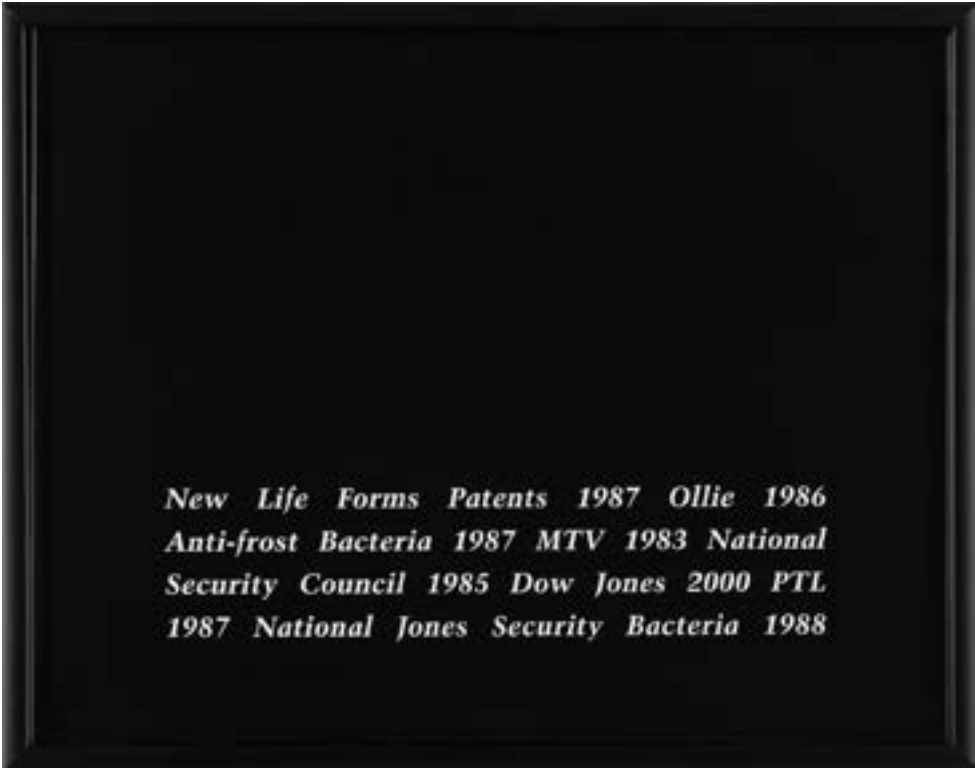 New Life Forms Patents 1987 Ollie 1986
Anti-frost Bacteria 1987 MTV 1983 National
Security Council 1985 Dow Jones 2000 PTL
1987 National Jones Security Bacteria 1988